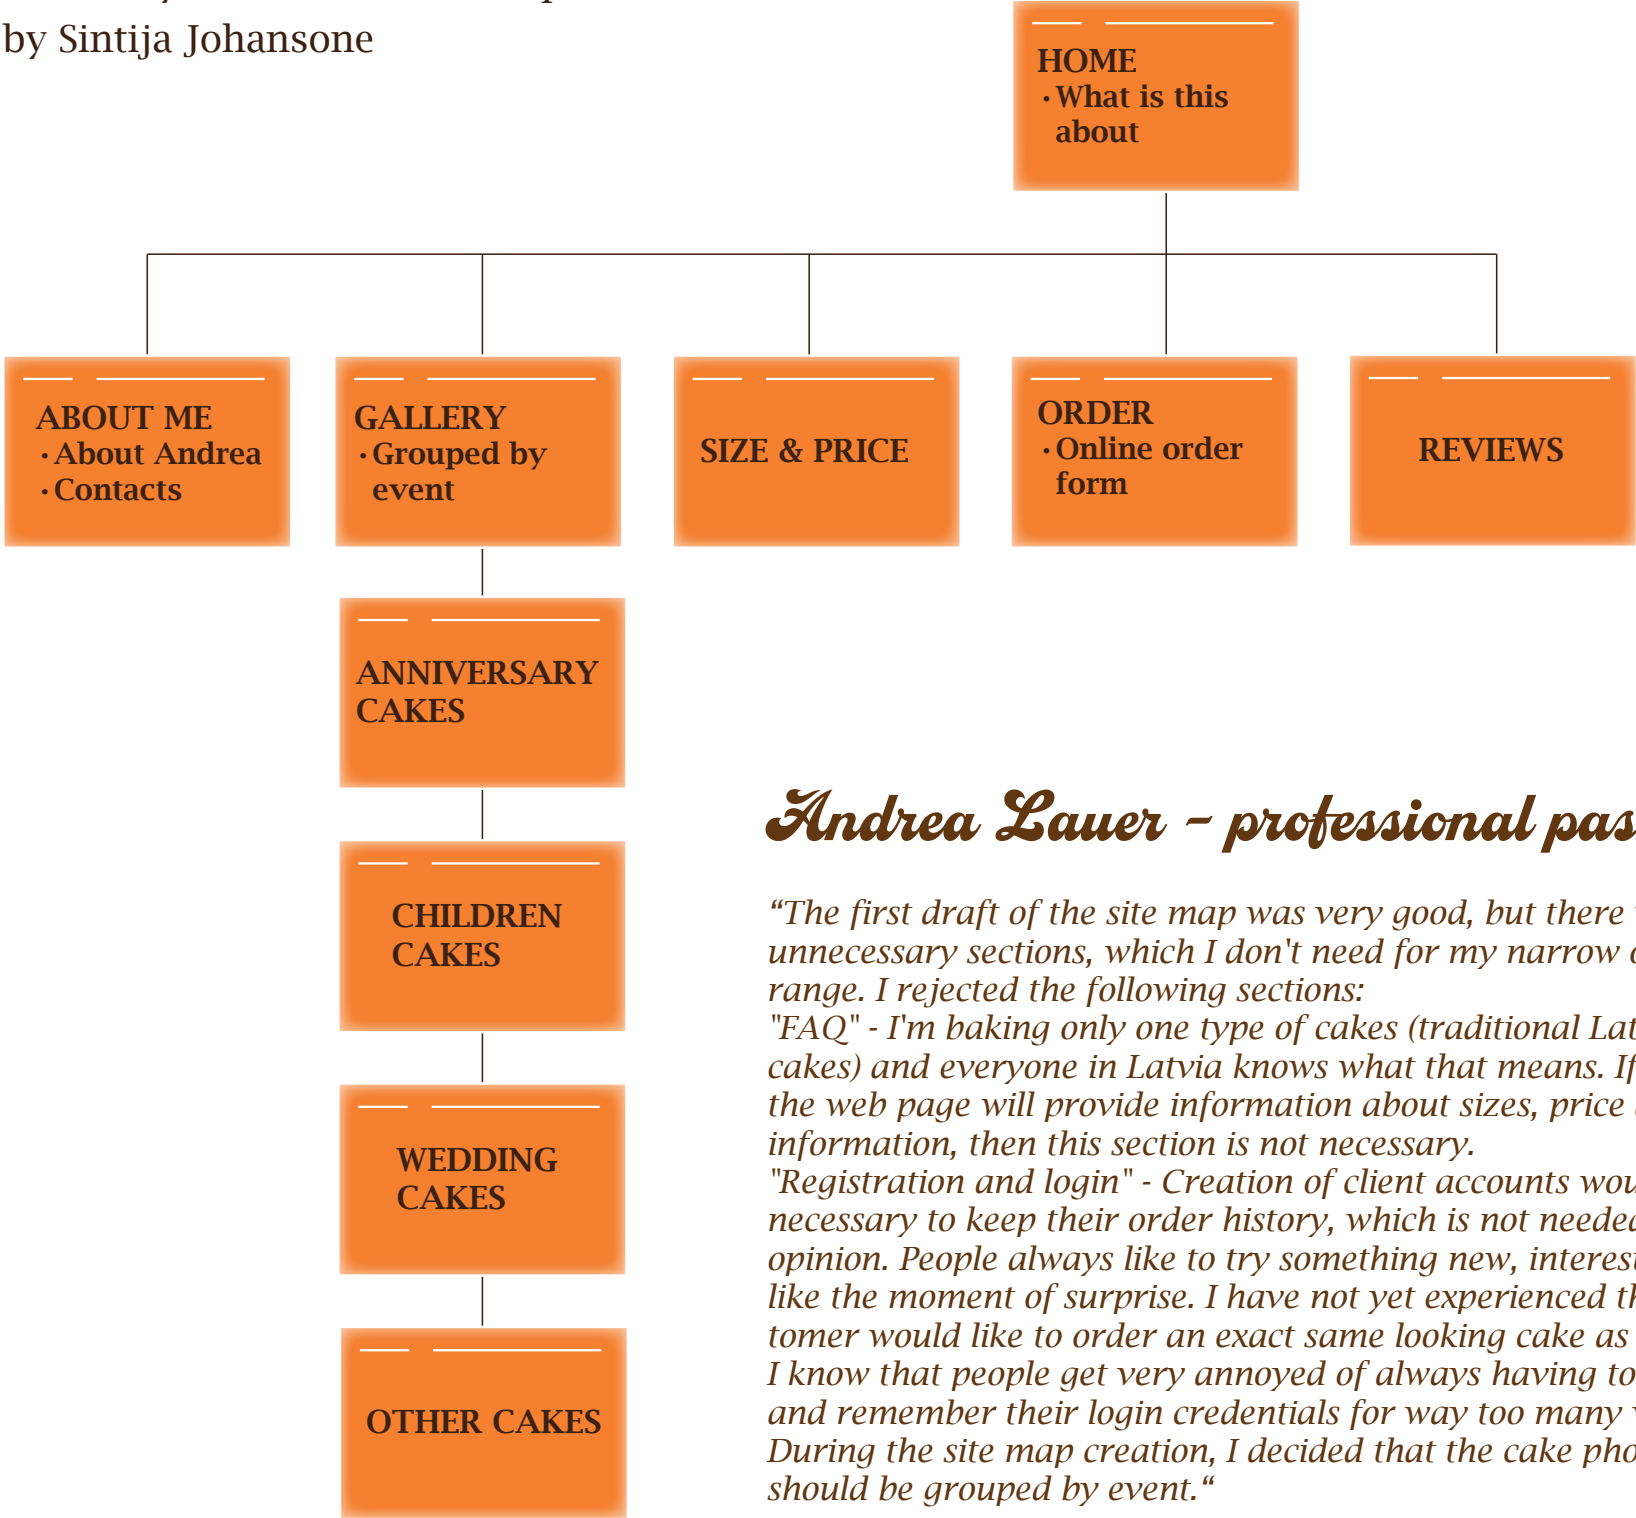 by Sintija Johansone
HOME
· What is this
about
ABOUT ME
· About Andrea
· Contacts
GALLERY
· Grouped by
event
SIZE & PRICE
ORDER
· Online order
form
REVIEWS
ANNIVERSARY
CAKES
CHILDREN
CAKES
WEDDING
CAKES
OTHER CAKES
Andrea Lauer - professional pas
“The first draft of the site map was very good, but there
unnecessary sections, which I don't need for my narrow
range. I rejected the following sections:
"FAQ" - I'm baking only one type of cakes (traditional Lat
cakes) and everyone in Latvia knows what that means. If
the web page will provide information about sizes, price
information, then this section is not necessary.
"Registration and login" - Creation of client accounts wou
necessary to keep their order history, which is not needed
opinion. People always like to try something new, interest
like the moment of surprise. I have not yet experienced th
tomer would like to order an exact same looking cake as
I know that people get very annoyed of always having to
and remember their login credentials for way too many
During the site map creation, I decided that the cake pho
should be grouped by event.“